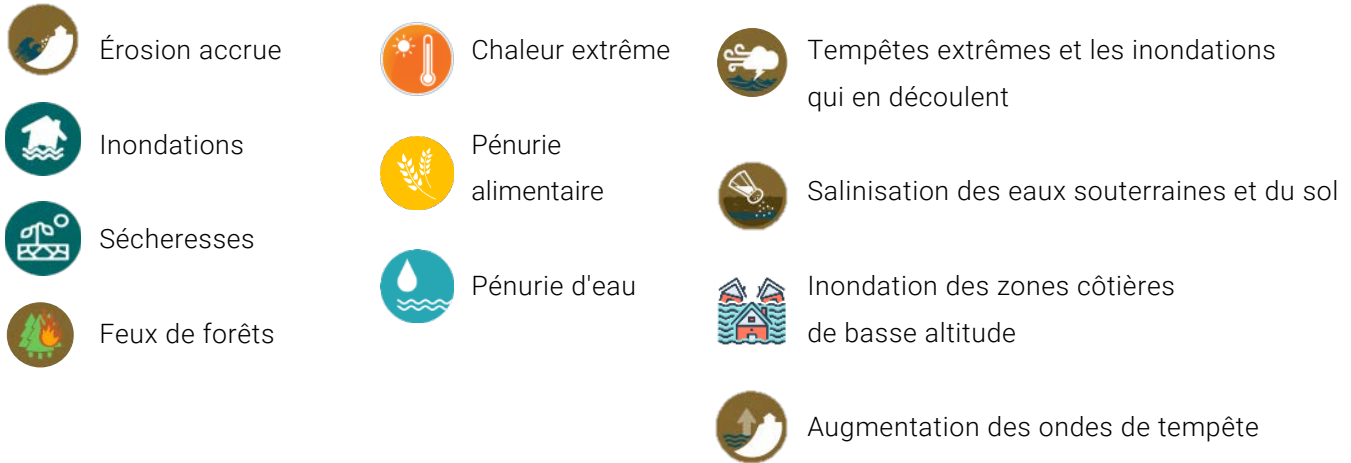 Érosion accrue
Inondations
Sécheresses
Feux de forêts
Chaleur extrême
Pénurie
alimentaire
Pénurie d'eau
Tempêtes extrêmes et les inondations
qui en découlent
Salinisation des eaux souterraines et du sol
Inondation des zones côtières
de basse altitude
Augmentation des ondes de tempête